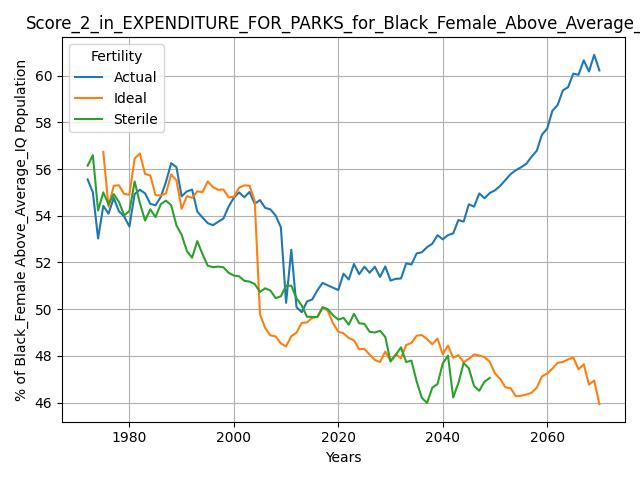 Score_2_in_EXPENDITURE_FOR_PARKS_for_Black_Female_Above_Average_
Fertility
Actual
Ideal
Sterile
% of Black_Female Above_Average_IQ Population
60
58
56
54
52
50
48
46
1980
2000
2020
2040
2060
Years